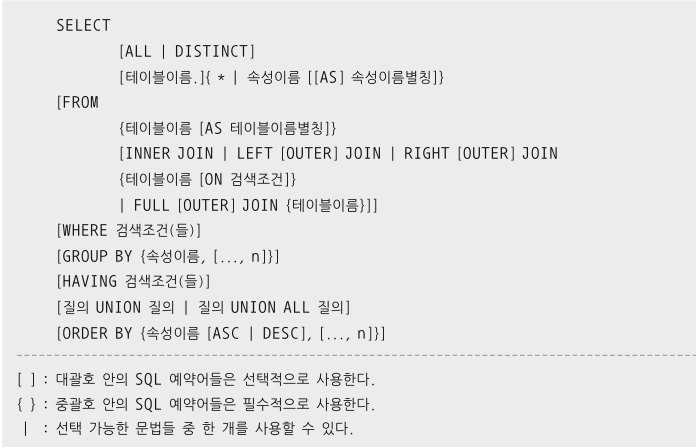 SELECT
[ALL | DISTINCT]
[테이블이름.]{ * | 속성이름 [[AS] 속성이름별칭]}
[FROM
{테이블이름 [AS 테이블이름별칭]}
[INNER JOIN | LEFT [OUTER] JOIN | RIGHT [OUTER] JOIN
{테이블이름 [ON 검색조건]}
| FULL [OUTER] JOIN {테이블이름}]]
[WHERE 검색조건(들)]
[GROUP BY {속성이름, [..., n]}]
[HAVING 검색조건(들)]
[질의 UNION 질의 | 질의 UNION ALL 질의]
[ORDER BY {속성이름 [ASC | DESC], [..., n]}]
[ ] : 대괄호 안의 SQL 예약어들은 선택적으로 사용한다.
{ } : 중괄호 안의 SQL 예약어들은 필수적으로 사용한다.
| : 선택 가능한 문법들 중 한 개를 사용할 수 있다.